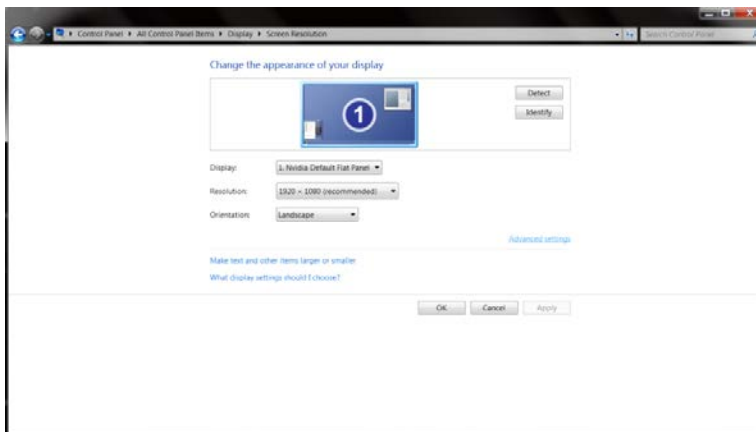 Control Panel ▸ All Control Panel Items ▸ Display ▸ Screen Resolution
Search Control Panel
Change the appearance of your display
1
Detect
Identify
Display: 1. Nvidia Default Flat Panel
Resolution: 1920 × 1080 (recommended)
Orientation: Landscape
Advanced settings
Make text and other items larger or smaller
What display settings should I choose?
OK Cancel Apply